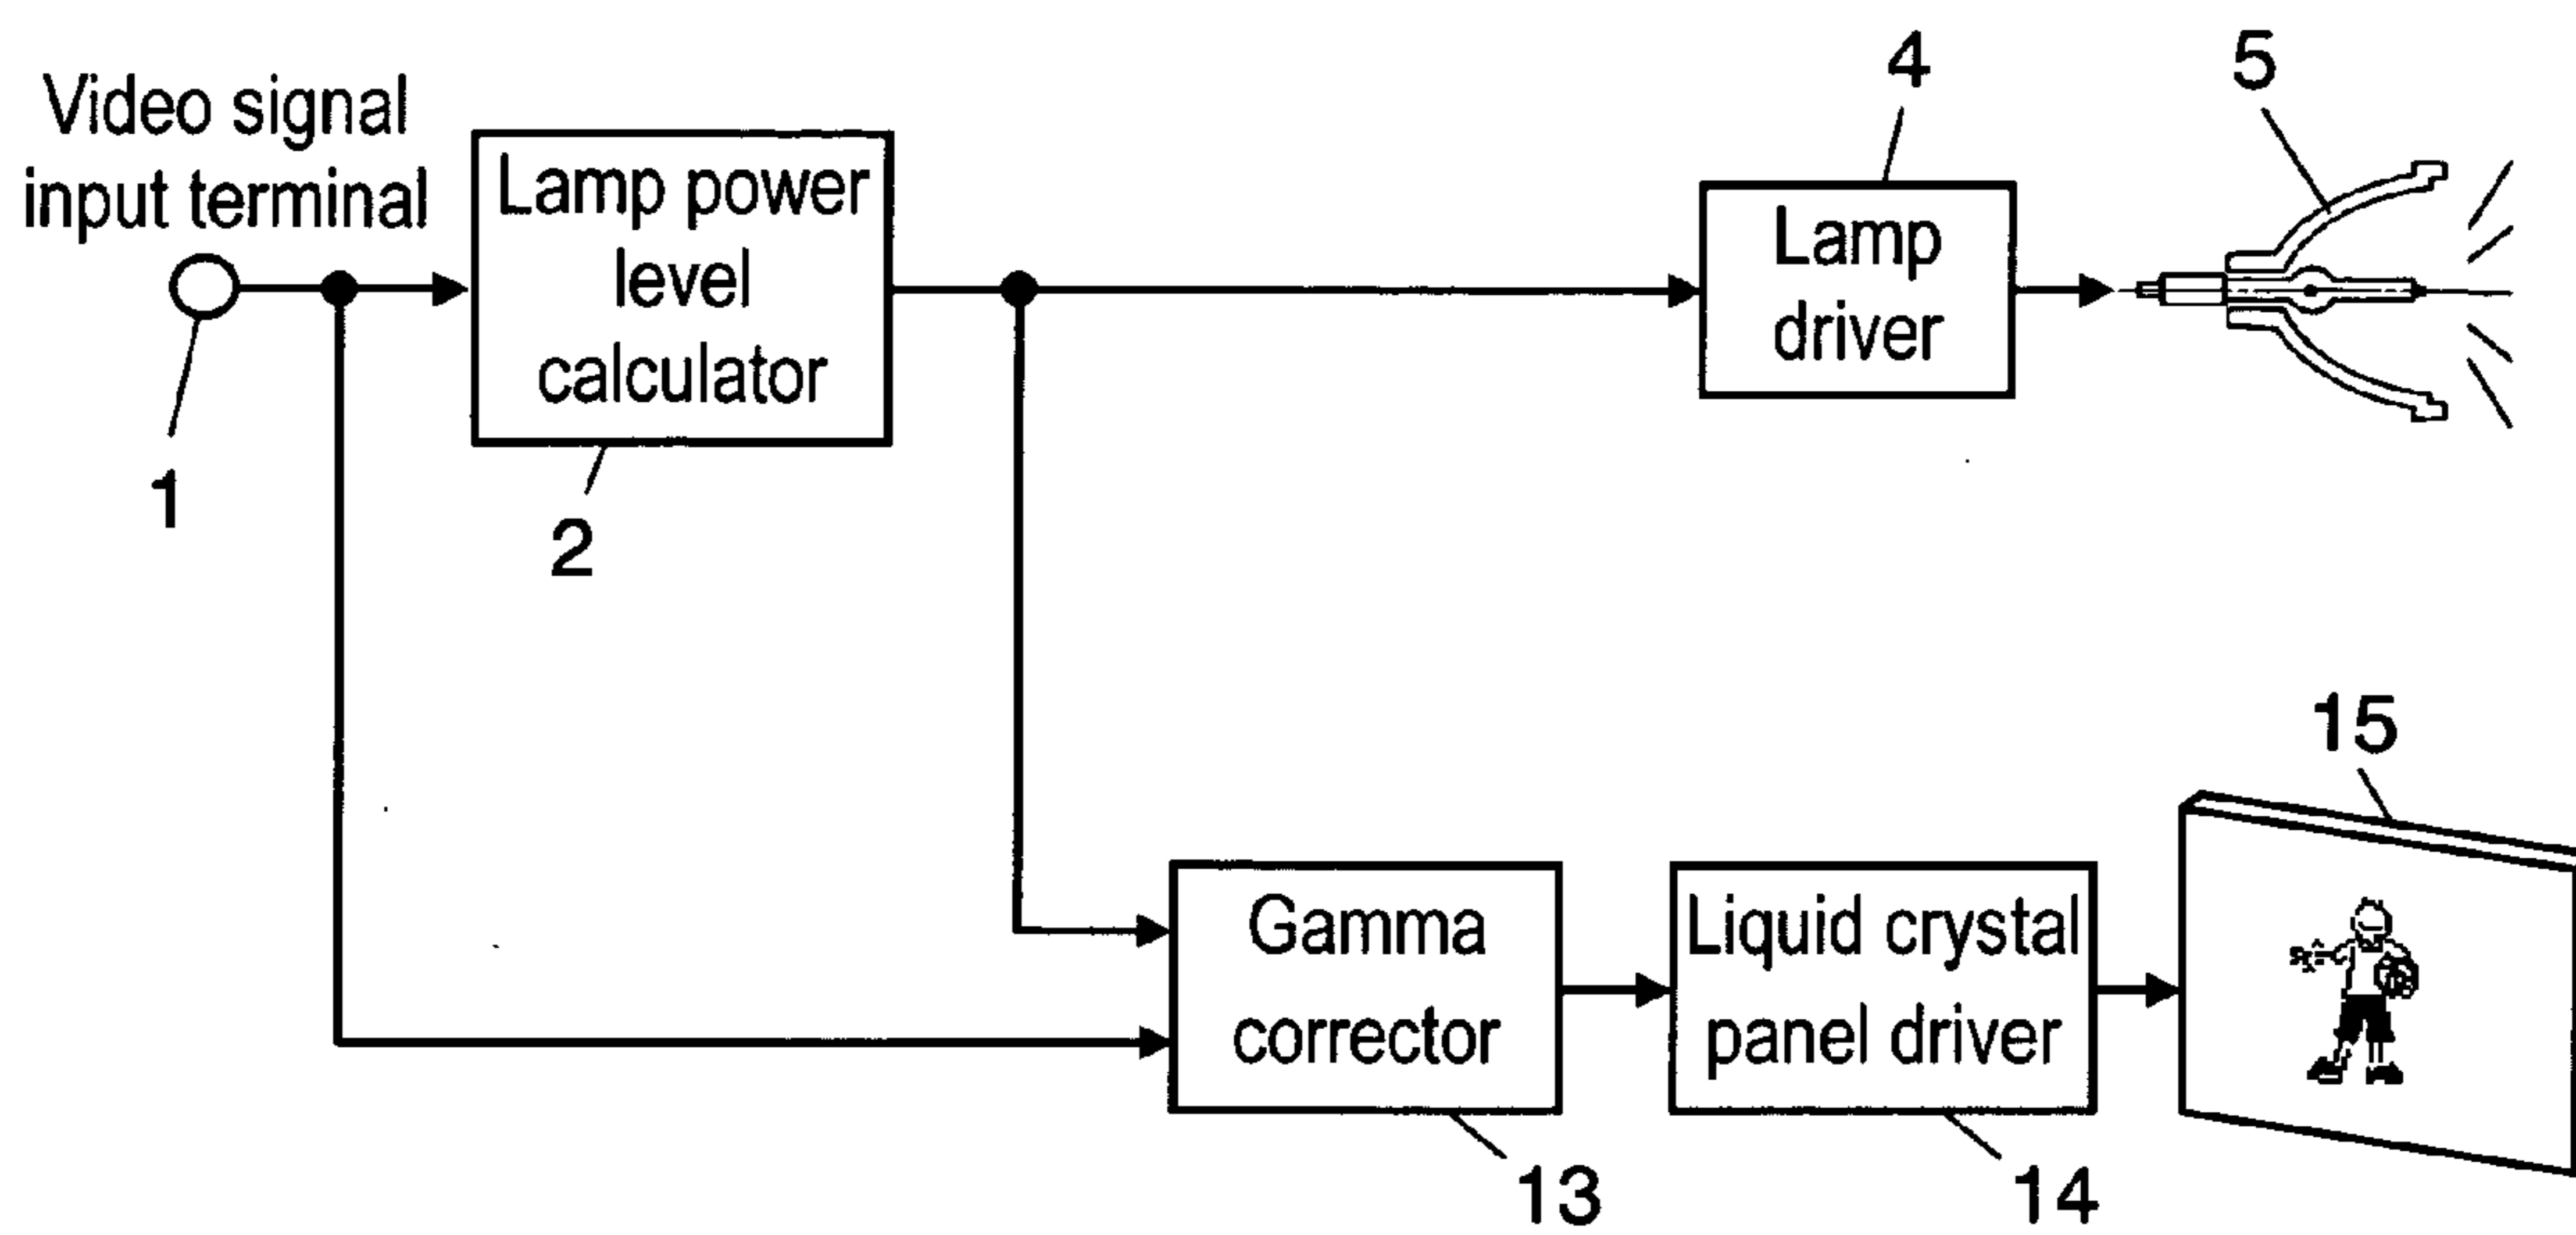 Video signal
input terminal
1
Lamp power
level
calculator
2
Lamp
driver
4
5
Gamma
corrector
13
Liquid crystal
panel driver
14
15